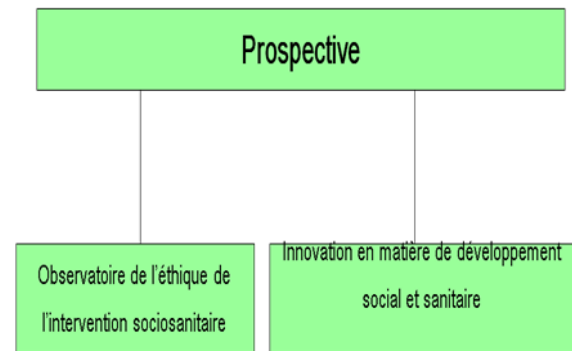 Prospective
Observatoire de l'éthique de
l'intervention sociosanitaire
Innovation en matière de développement
social et sanitaire